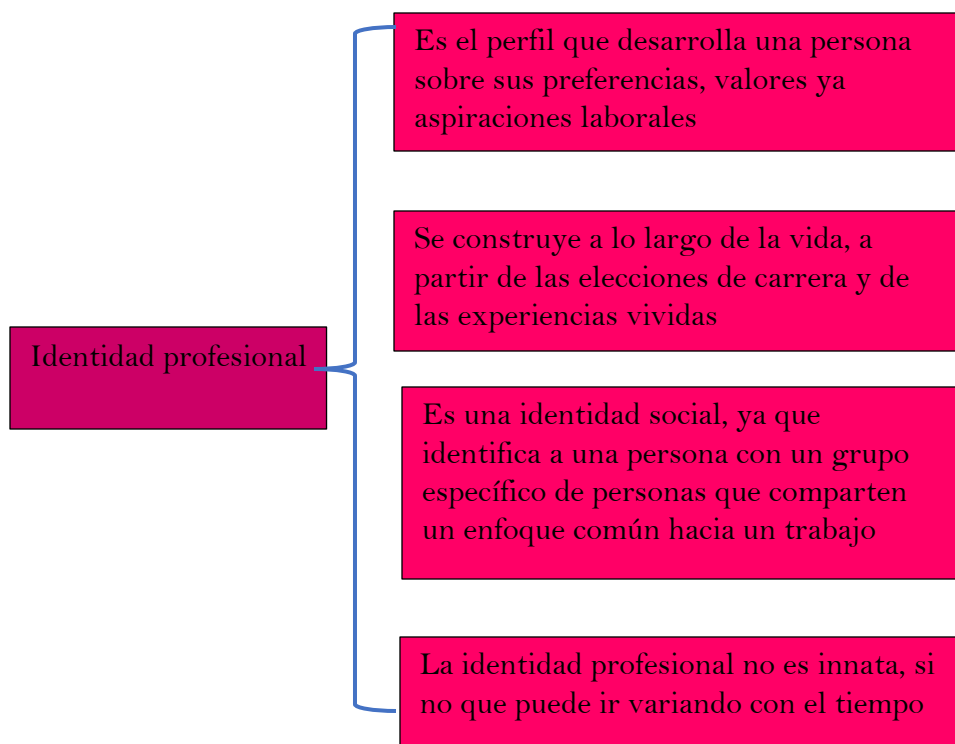 Identidad profesional
Es el perfil que desarrolla una persona
sobre sus preferencias, valores ya
aspiraciones laborales
Se construye a lo largo de la vida, a
partir de las elecciones de carrera y de
las experiencias vividas
Es una identidad social, ya que
identifica a una persona con un grupo
específico de personas que comparten
un enfoque común hacia un trabajo
La identidad profesional no es innata, si
no que puede ir variando con el tiempo